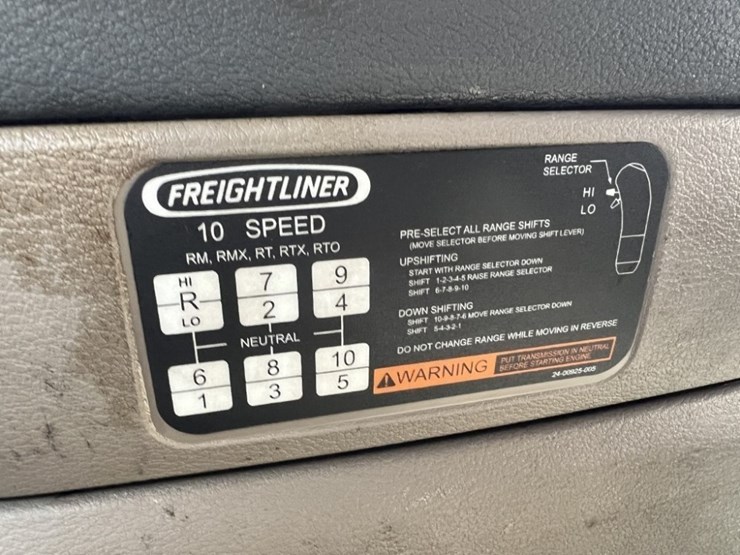 FREIGHTLINER
10 SPEED
RM, RMX, RT, RTX, RTO
HI
R
LO
7
2
9
4
NEUTRAL
6
1
8
3
10
5
RANGE
SELECTOR
HI
LO
PRE-SELECT ALL RANGE SHIFTS
(MOVE SELECTOR BEFORE MOVING SHIFT LEVER)
UPSHIFTING
START WITH RANGE SELECTOR DOWN
SHIFT 1-2-3-4-5 RAISE RANGE SELECTOR
SHIFT 6-7-8-9-10
DOWN SHIFTING
SHIFT 10-9-8-7-6 MOVE RANGE SELECTOR DOWN
SHIFT 5-4-3-2-1
DO NOT CHANGE RANGE WHILE MOVING IN REVERSE
WARNING
PUT TRANSMISSION IN NEUTRAL
BEFORE STARTING ENGINE
24-00925-005